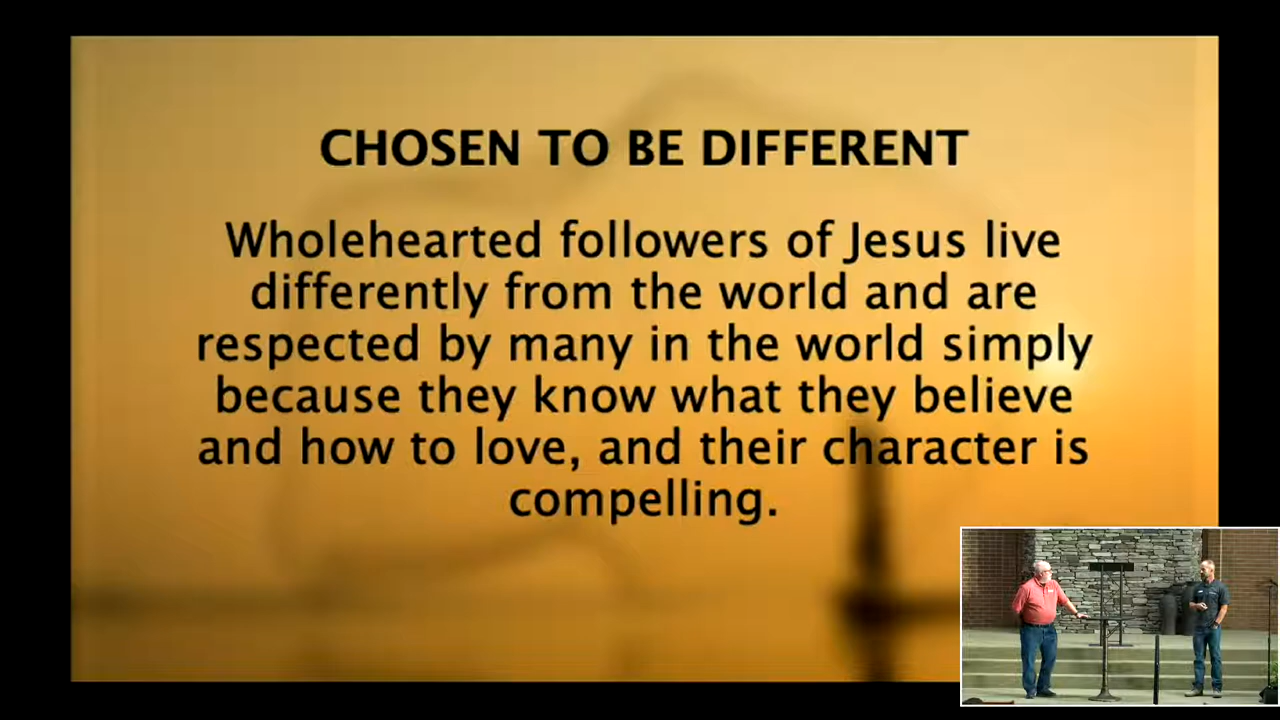 CHOSEN TO BE DIFFERENT
Wholehearted followers of Jesus live
differently from the world and are
respected by many in the world simply
because they know what they believe
and how to love, and their character is
compelling.